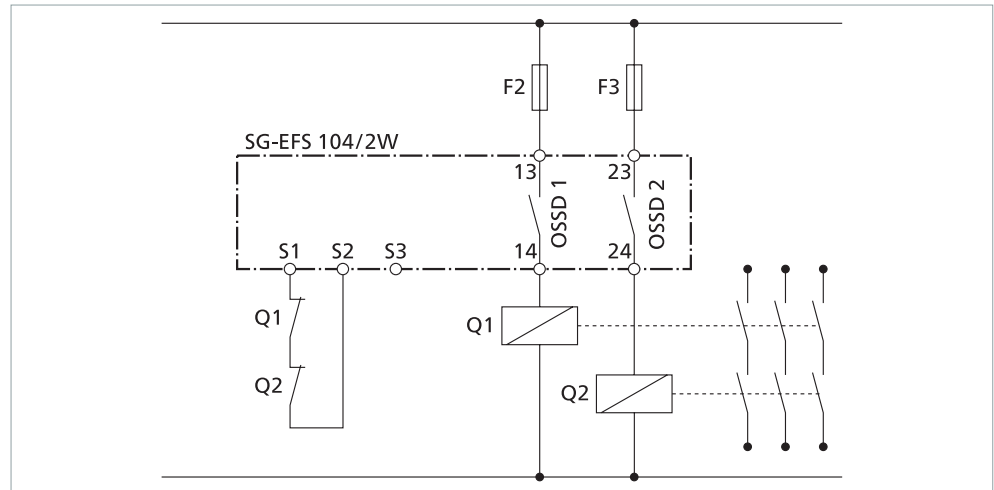 F2
F3
SG-EFS 104/2W
13
23
OSSD 1
OSSD 2
S1
S2
S3
14
24
Q1
Q1
Q2
Q2